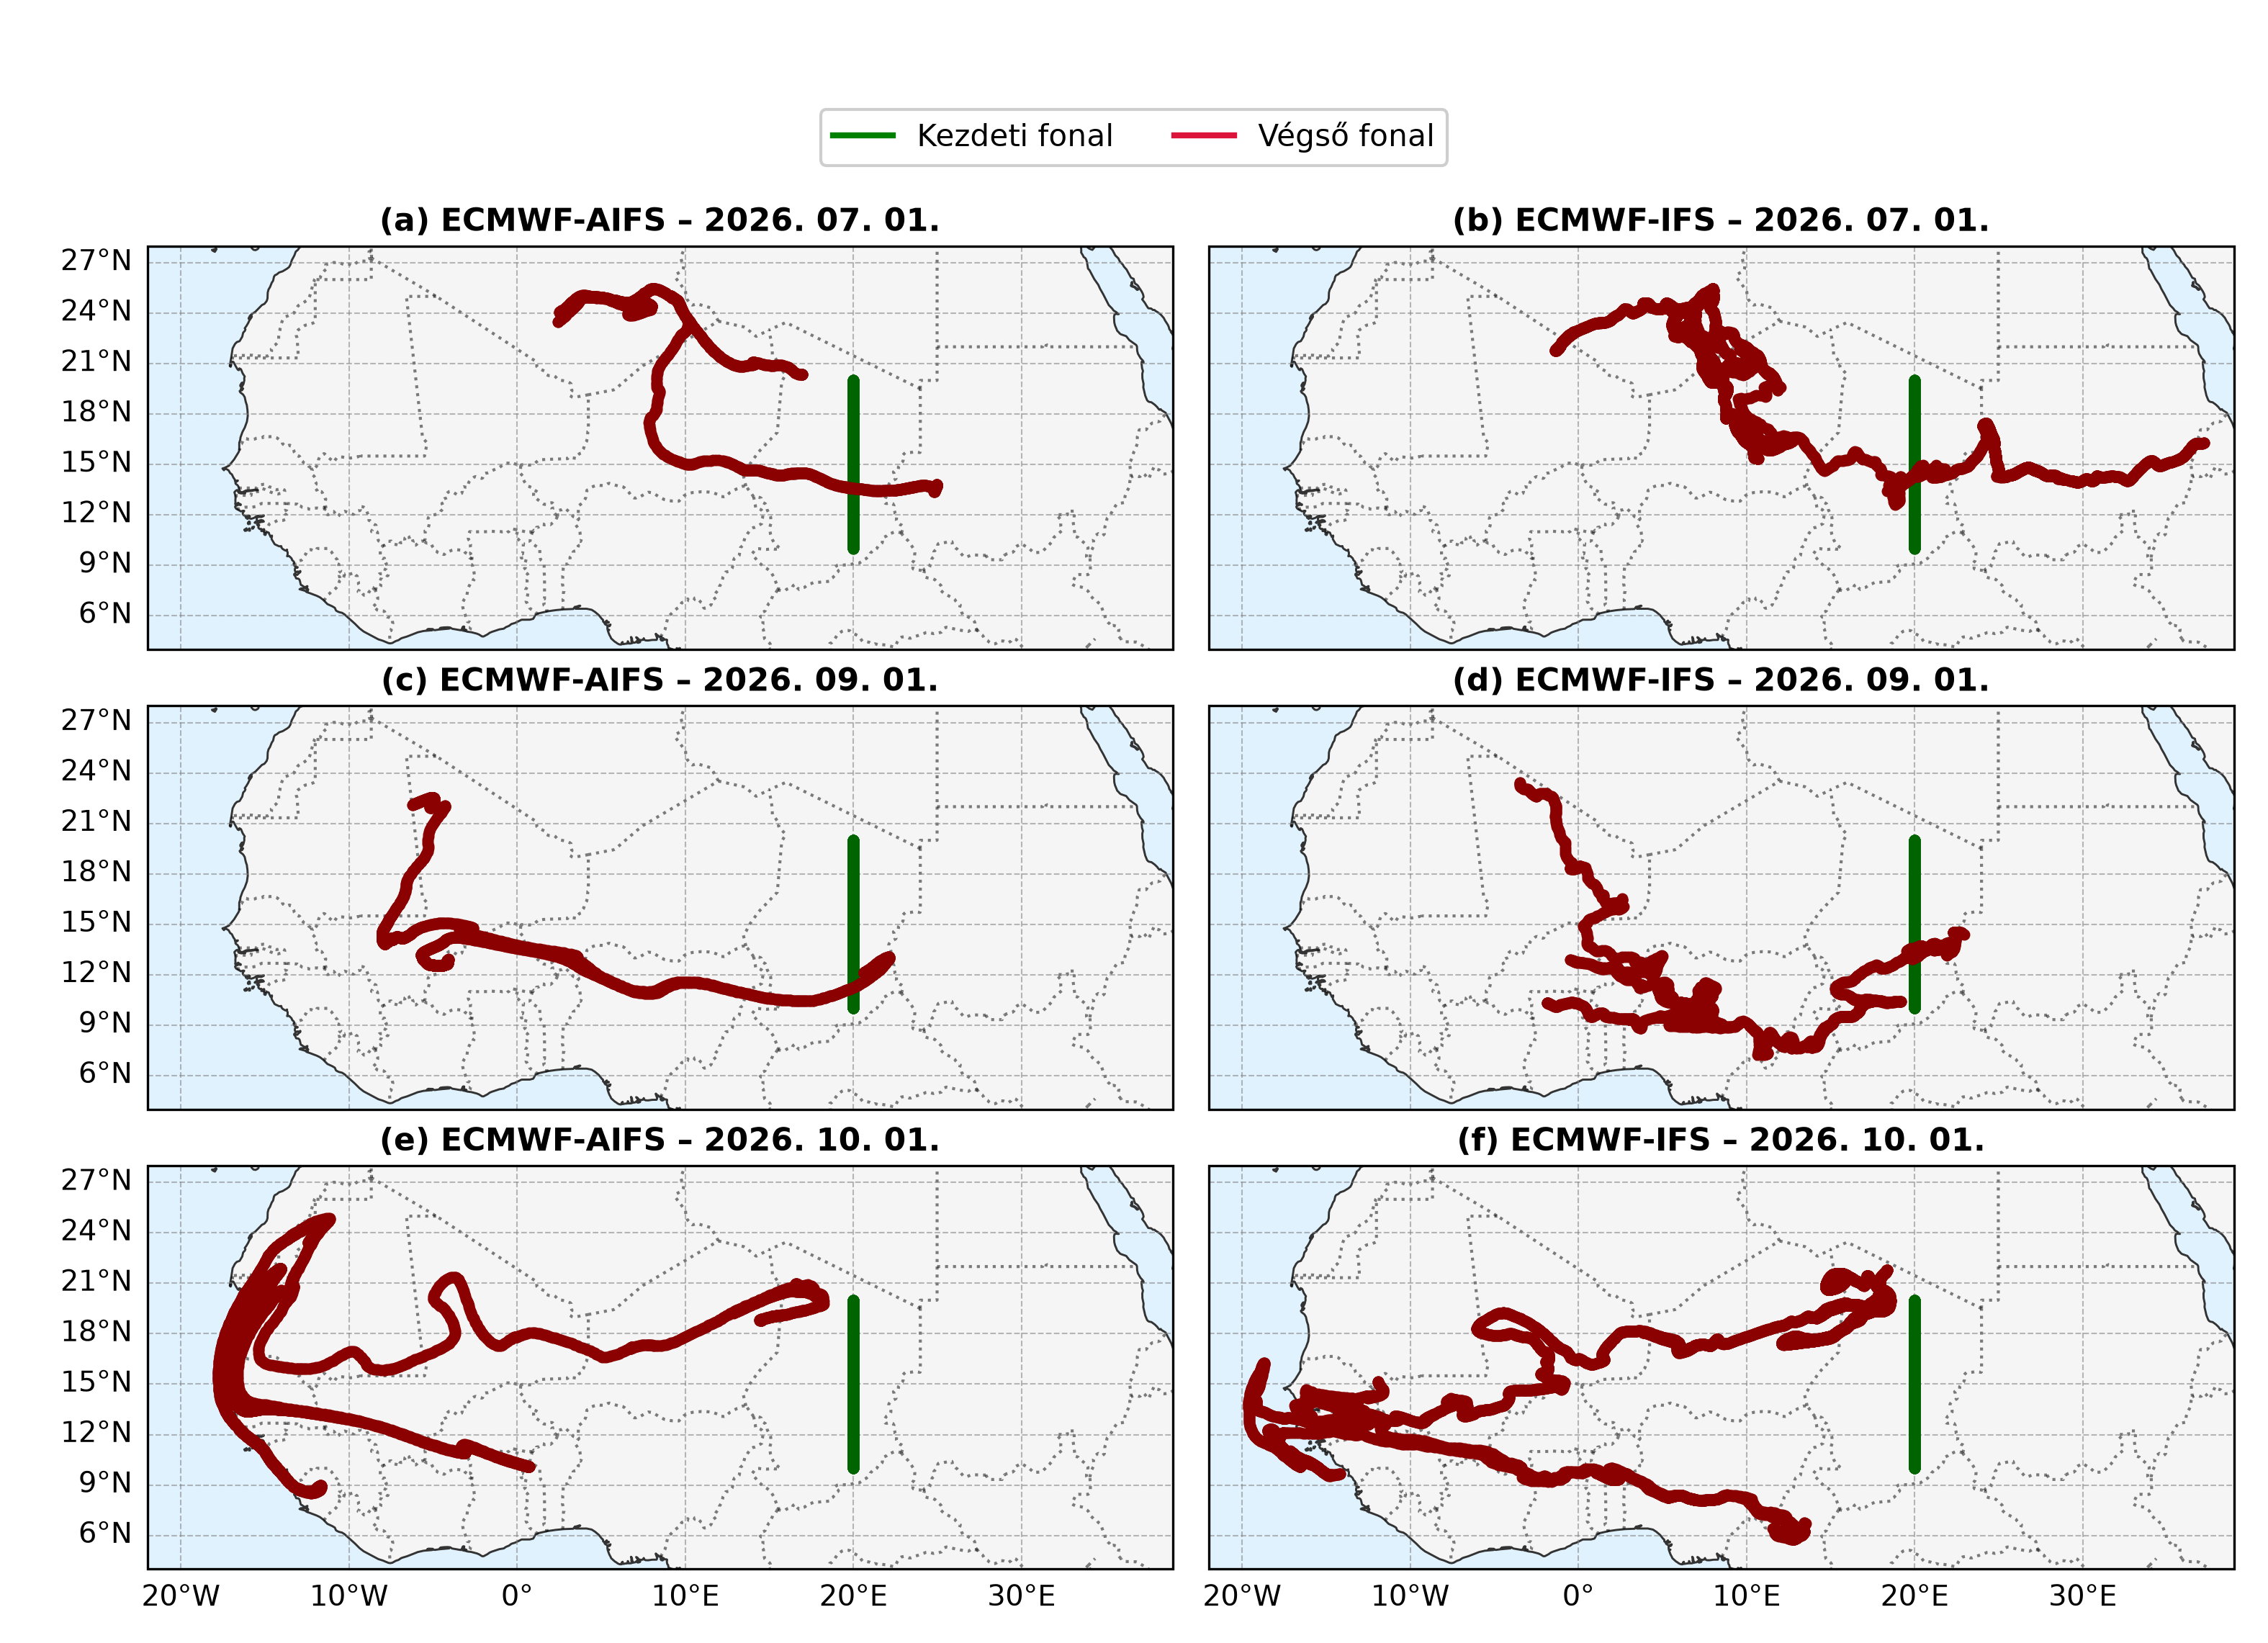 Kezdeti fonal Végső fonal
(a) ECMWF-AIFS – 2026. 07. 01.
(b) ECMWF-IFS – 2026. 07. 01.
27°N
24°N
21°N
18°N
15°N
12°N
9°N
6°N
(c) ECMWF-AIFS – 2026. 09. 01.
(d) ECMWF-IFS – 2026. 09. 01.
27°N
24°N
21°N
18°N
15°N
12°N
9°N
6°N
(e) ECMWF-AIFS – 2026. 10. 01.
(f) ECMWF-IFS – 2026. 10. 01.
27°N
24°N
21°N
18°N
15°N
12°N
9°N
6°N
20°W 10°W 0° 10°E 20°E 30°E
20°W 10°W 0° 10°E 20°E 30°E